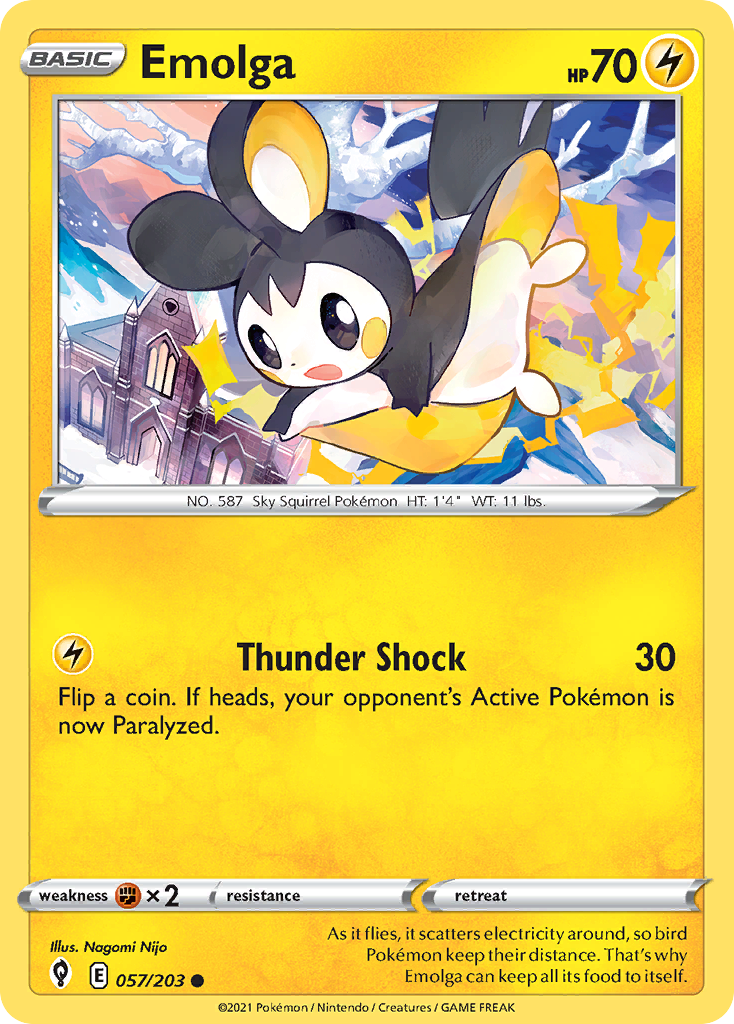 BASIC Emolga HP 70
NO. 587 Sky Squirrel Pokémon HT: 1'4" WT: 11 lbs.
Thunder Shock 30
Flip a coin. If heads, your opponent's Active Pokémon is
now Paralyzed.
weakness ×2 resistance retreat
Illus. Nagomi Nijo
As it flies, it scatters electricity around, so bird
Pokémon keep their distance. That's why
Emolga can keep all its food to itself.
E 057/203
©2021 Pokémon / Nintendo / Creatures / GAME FREAK